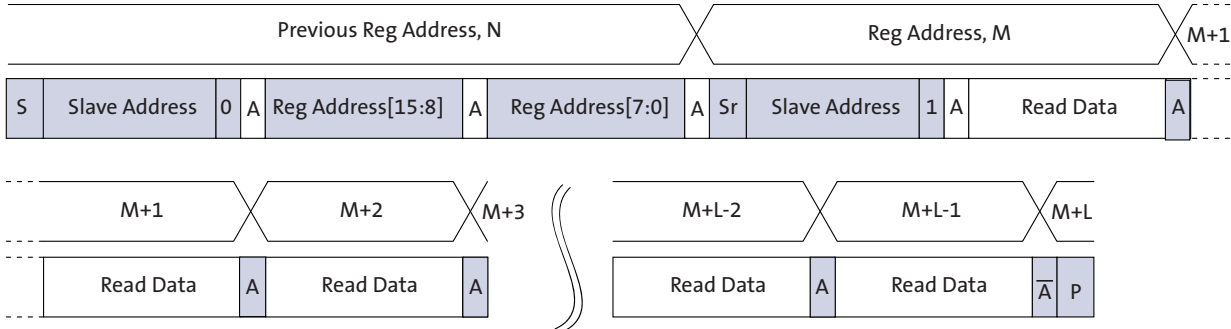 Previous Reg Address, N Reg Address, M M+1
S Slave Address 0 A Reg Address[15:8] A Reg Address[7:0] A Sr Slave Address 1 A Read Data A
M+1 M+2 M+3 M+L-2 M+L-1 M+L
Read Data A Read Data A Read Data A Read Data A̅ P